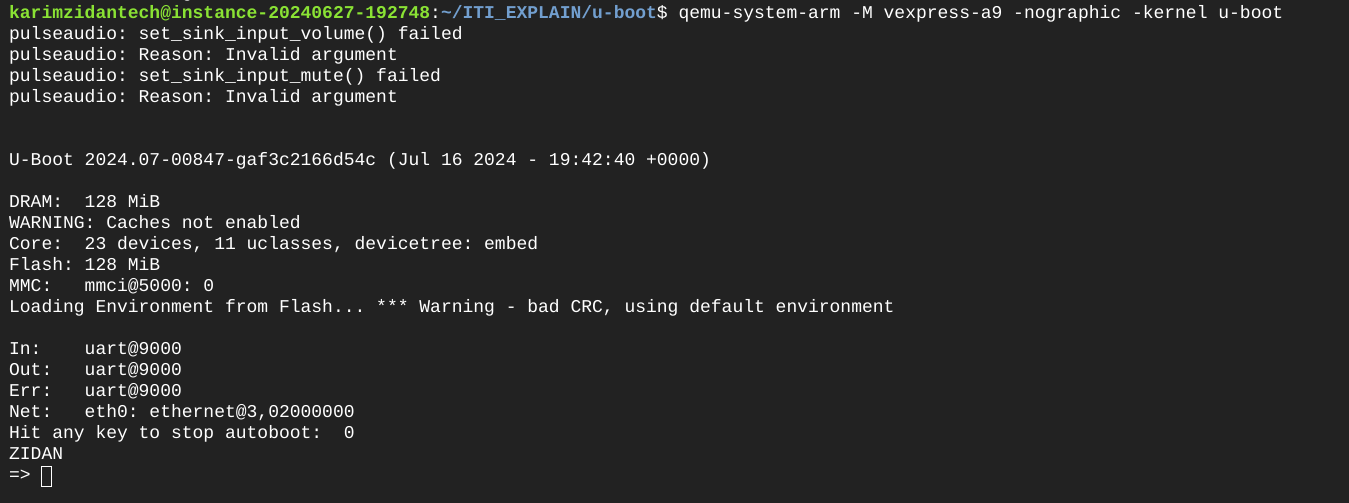 karimzidantech@instance-20240627-192748:~/ITI_EXPLAIN/u-boot$ qemu-system-arm -M vexpress-a9 -nographic -kernel u-boot
pulseaudio: set_sink_input_volume() failed
pulseaudio: Reason: Invalid argument
pulseaudio: set_sink_input_mute() failed
pulseaudio: Reason: Invalid argument
U-Boot 2024.07-00847-gaf3c2166d54c (Jul 16 2024 - 19:42:40 +0000)
DRAM:  128 MiB
WARNING: Caches not enabled
Core:  23 devices, 11 uclasses, devicetree: embed
Flash: 128 MiB
MMC:   mmci@5000: 0
Loading Environment from Flash... *** Warning - bad CRC, using default environment
In:    uart@9000
Out:   uart@9000
Err:   uart@9000
Net:   eth0: ethernet@3,02000000
Hit any key to stop autoboot:  0
ZIDAN
=>